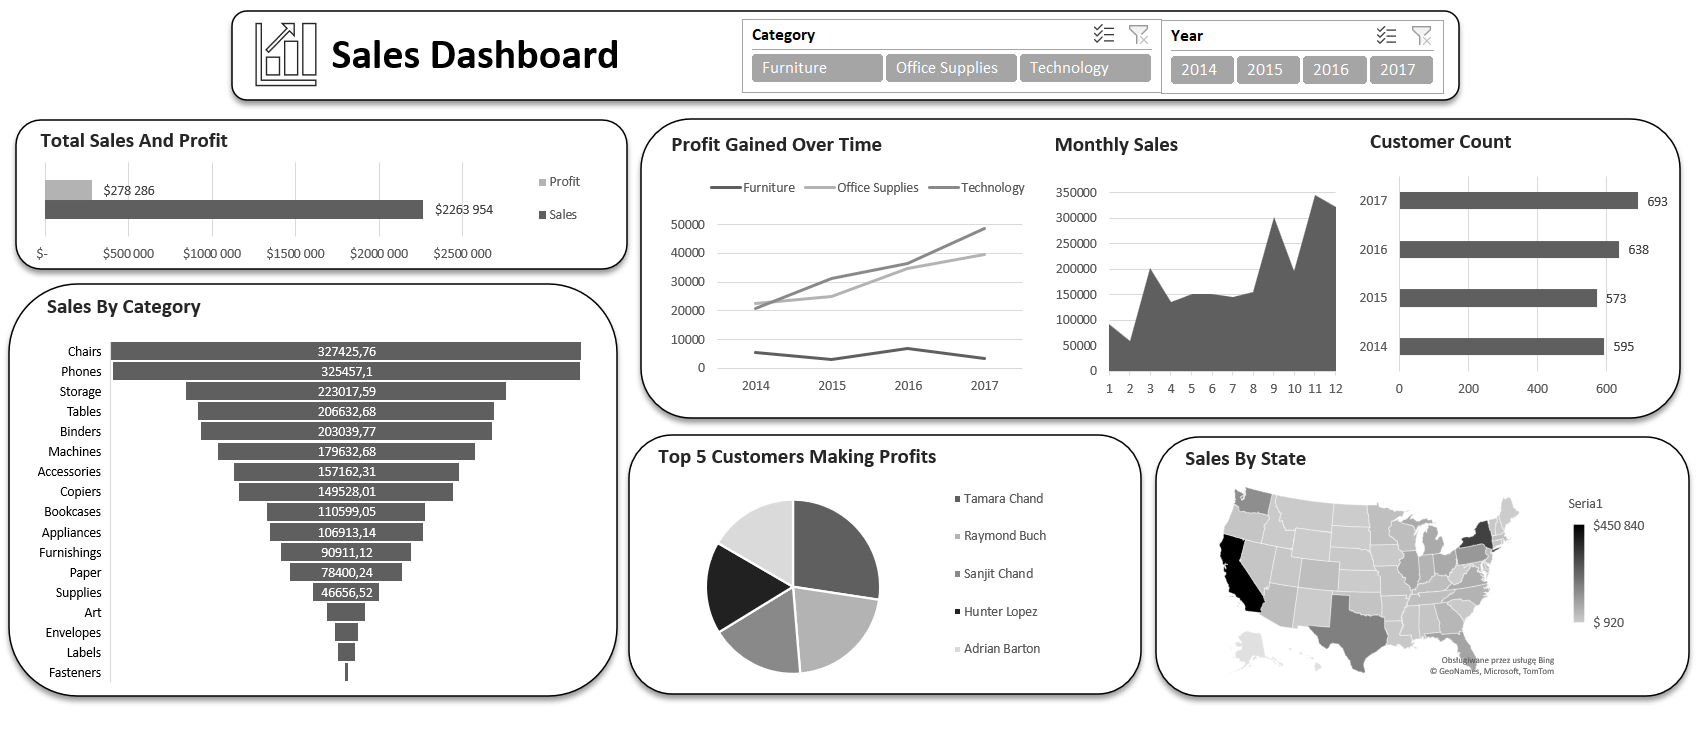 Sales Dashboard
Category
Furniture
Office Supplies
Technology
Year
2014
2015
2016
2017
Total Sales And Profit
$278 286
$2263 954
Profit
Sales
$-
$500 000
$1000 000
$1500 000
$2000 000
$2500 000
Sales By Category
Chairs 327425,76
Phones 325457,1
Storage 223017,59
Tables 206632,68
Binders 203039,77
Machines 179632,68
Accessories 157162,31
Copiers 149528,01
Bookcases 110599,05
Appliances 106913,14
Furnishings 90911,12
Paper 78400,24
Supplies 46656,52
Art
Envelopes
Labels
Fasteners
Profit Gained Over Time
Furniture
Office Supplies
Technology
50000
40000
30000
20000
10000
0
2014
2015
2016
2017
Monthly Sales
350000
300000
250000
200000
150000
100000
50000
0
1 2 3 4 5 6 7 8 9 10 11 12
Customer Count
2017 693
2016 638
2015 573
2014 595
0
200
400
600
Top 5 Customers Making Profits
Tamara Chand
Raymond Buch
Sanjit Chand
Hunter Lopez
Adrian Barton
Sales By State
Seria1
$450 840
$ 920
Obsługiwane przez usługę Bing
© GeoNames, Microsoft, TomTom